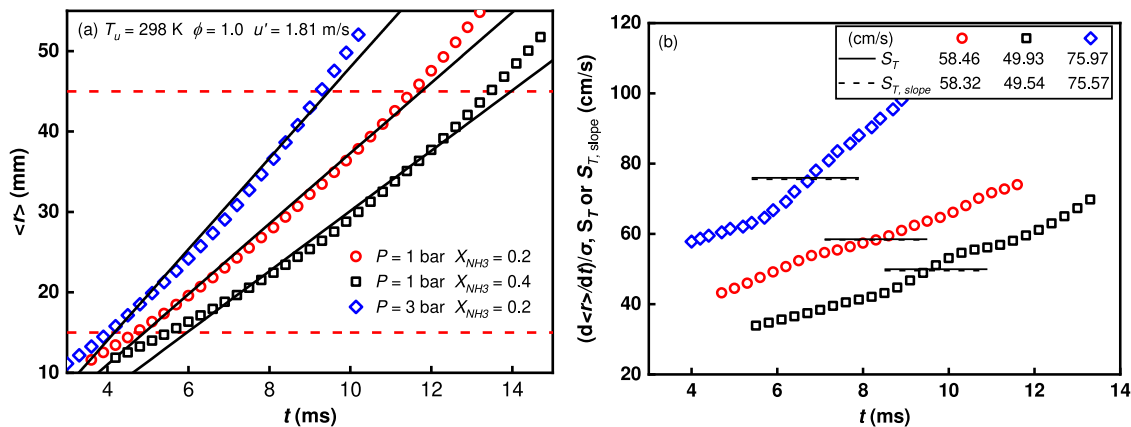 (a) T_u = 298 K ϕ = 1.0 u' = 1.81 m/s
50
40
30
20
10
<r> (mm)
P = 1 bar X_NH3 = 0.2
P = 1 bar X_NH3 = 0.4
P = 3 bar X_NH3 = 0.2
4 6 8 10 12 14
t (ms)
(b)
(cm/s)
S_T 58.46 49.93 75.97
S_T, slope 58.32 49.54 75.57
120
100
80
60
40
20
(d<r>/dt)/σ, S_T or S_T, slope (cm/s)
4 6 8 10 12 14
t (ms)